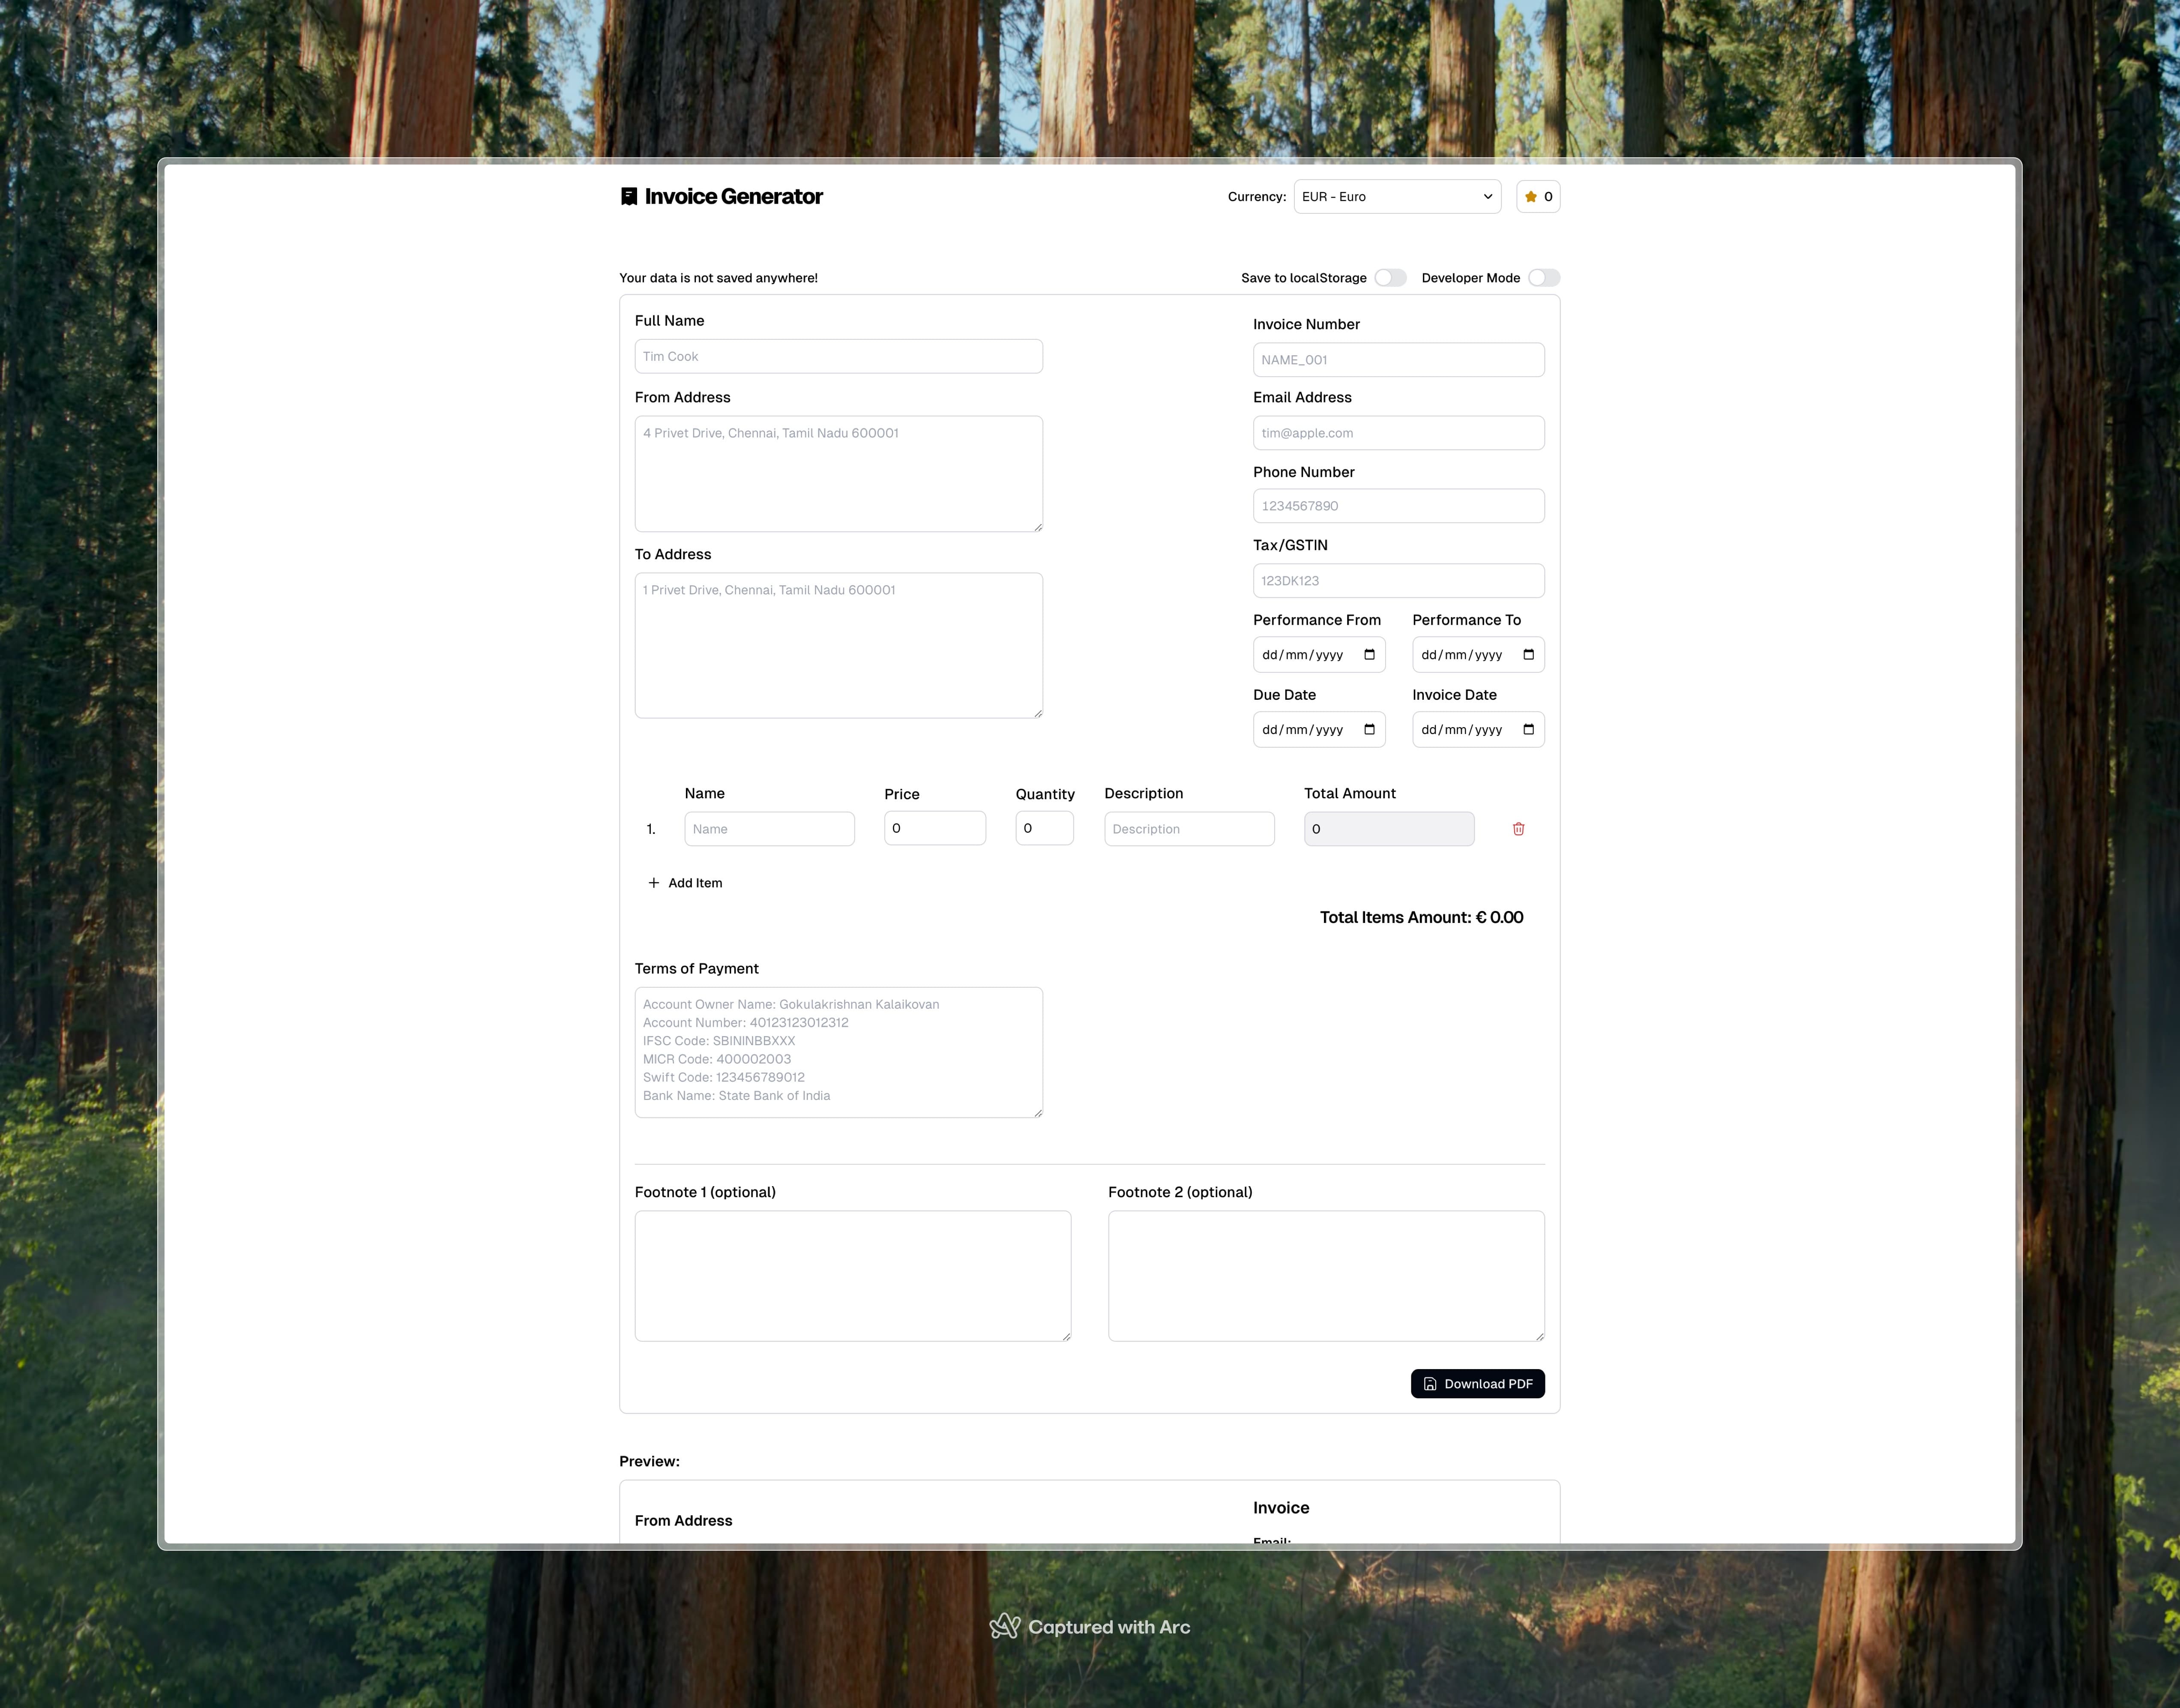 Invoice Generator
Currency:
EUR - Euro
0
Your data is not saved anywhere!
Save to localStorage
Developer Mode
Full Name
Tim Cook
From Address
4 Privet Drive, Chennai, Tamil Nadu 600001
To Address
1 Privet Drive, Chennai, Tamil Nadu 600001
Invoice Number
NAME_001
Email Address
tim@apple.com
Phone Number
1234567890
Tax/GSTIN
123DK123
Performance From
Performance To
dd/mm/yyyy
dd/mm/yyyy
Due Date
Invoice Date
dd/mm/yyyy
dd/mm/yyyy
Name
Price
Quantity
Description
Total Amount
1.
Name
0
0
Description
0
+ Add Item
Total Items Amount: € 0.00
Terms of Payment
Account Owner Name: Gokulakrishnan Kalaikovan
Account Number: 40123123012312
IFSC Code: SBININBBXXX
MICR Code: 400002003
Swift Code: 123456789012
Bank Name: State Bank of India
Footnote 1 (optional)
Footnote 2 (optional)
Download PDF
Preview:
From Address
Invoice
Email:
Captured with Arc